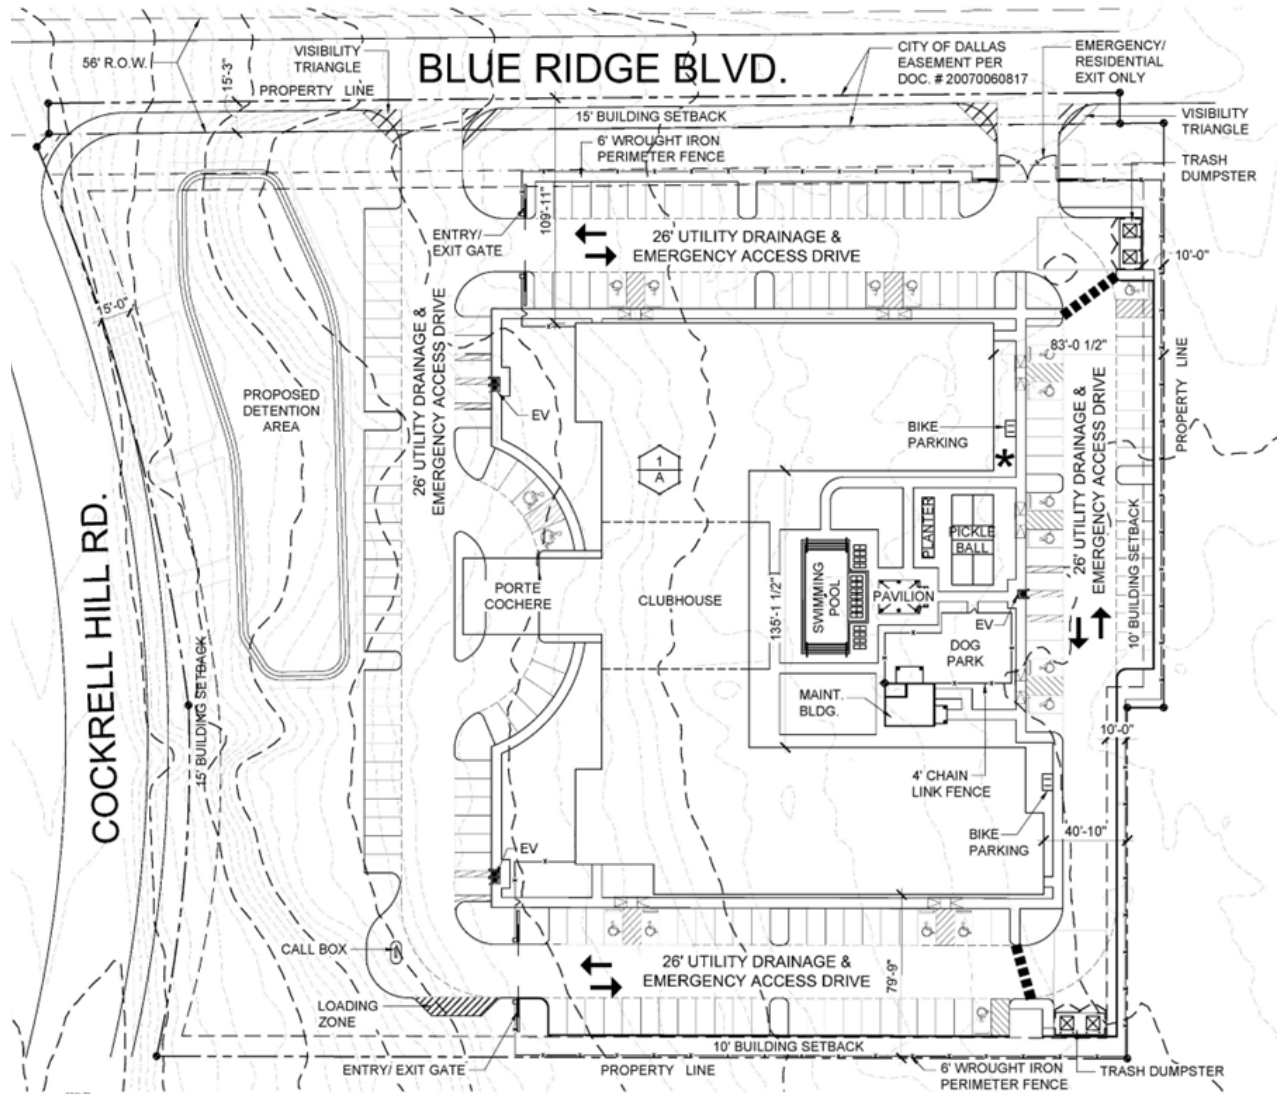 BLUE RIDGE BLVD.
VISIBILITY
TRIANGLE
56' R.O.W.
15'-3"
PROPERTY LINE
CITY OF DALLAS
EASEMENT PER
DOC. # 20070060817
EMERGENCY/
RESIDENTIAL
EXIT ONLY
15' BUILDING SETBACK
6' WROUGHT IRON
PERIMETER FENCE
VISIBILITY
TRIANGLE
TRASH
DUMPSTER
109'-11"
ENTRY/
EXIT GATE
26' UTILITY DRAINAGE &
EMERGENCY ACCESS DRIVE
10'-0"
15'-0"
26' UTILITY DRAINAGE &
EMERGENCY ACCESS DRIVE
83'-0 1/2"
PROPERTY LINE
PROPOSED
DETENTION
AREA
EV
BIKE
PARKING
1
A
*
26' UTILITY DRAINAGE &
EMERGENCY ACCESS DRIVE
10' BUILDING SETBACK
COCKRELL HILL RD.
PLANTER
PICKLE
BALL
PORTE
COCHERE
CLUBHOUSE
135'-1 1/2"
SWIMMING
POOL
PAVILION
EV
DOG
PARK
15' BUILDING SETBACK
MAINT.
BLDG.
10'-0"
4' CHAIN
LINK FENCE
BIKE
PARKING
40'-10"
EV
CALL BOX
26' UTILITY DRAINAGE &
EMERGENCY ACCESS DRIVE
79'-9"
LOADING
ZONE
10' BUILDING SETBACK
ENTRY/ EXIT GATE
PROPERTY LINE
6' WROUGHT IRON
PERIMETER FENCE
TRASH DUMPSTER